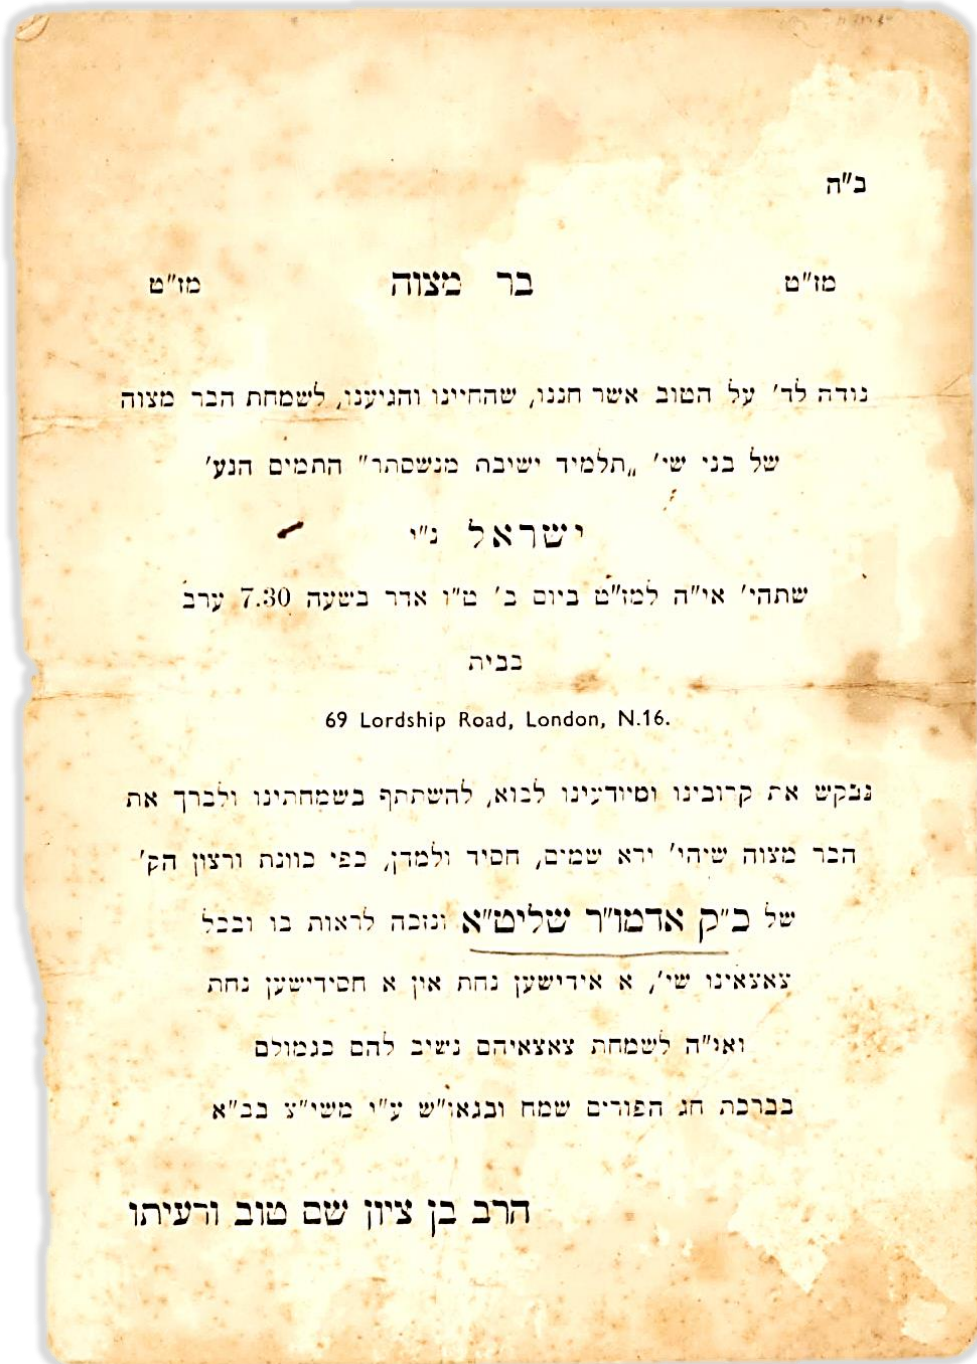 ב"ה
מז"ט בר מצוה מז"ט
נודה לד' על הטוב אשר חננו, שהחיינו והגיענו, לשמחת הבר מצוה
של בני שי' „תלמיד ישיבת מנשסתר" התמים הנע'
ישראל נ"י
שתהי' אי"ה למז"ט ביום ב' ט"ו אדר בשעה 7.30 ערב
בבית
69 Lordship Road, London, N.16.
נבקש את קרובינו ומיודעינו לבוא, להשתתף בשמחתינו ולברך את
הבר מצוה שיהי' ירא שמים, חסיד ולמדן, כפי כוונת ורצון הק'
של כ"ק אדמו"ר שליט"א ונזכה לראות בו ובכל
צאצאינו שי', א אידישען נחת און א חסידישען נחת
ואי"ה לשמחת צאצאיהם נשיב להם כגמולם
בברכת חג הפורים שמח ובגאו"ש ע"י משי"צ בב"א
הרב בן ציון שם טוב ורעיתו